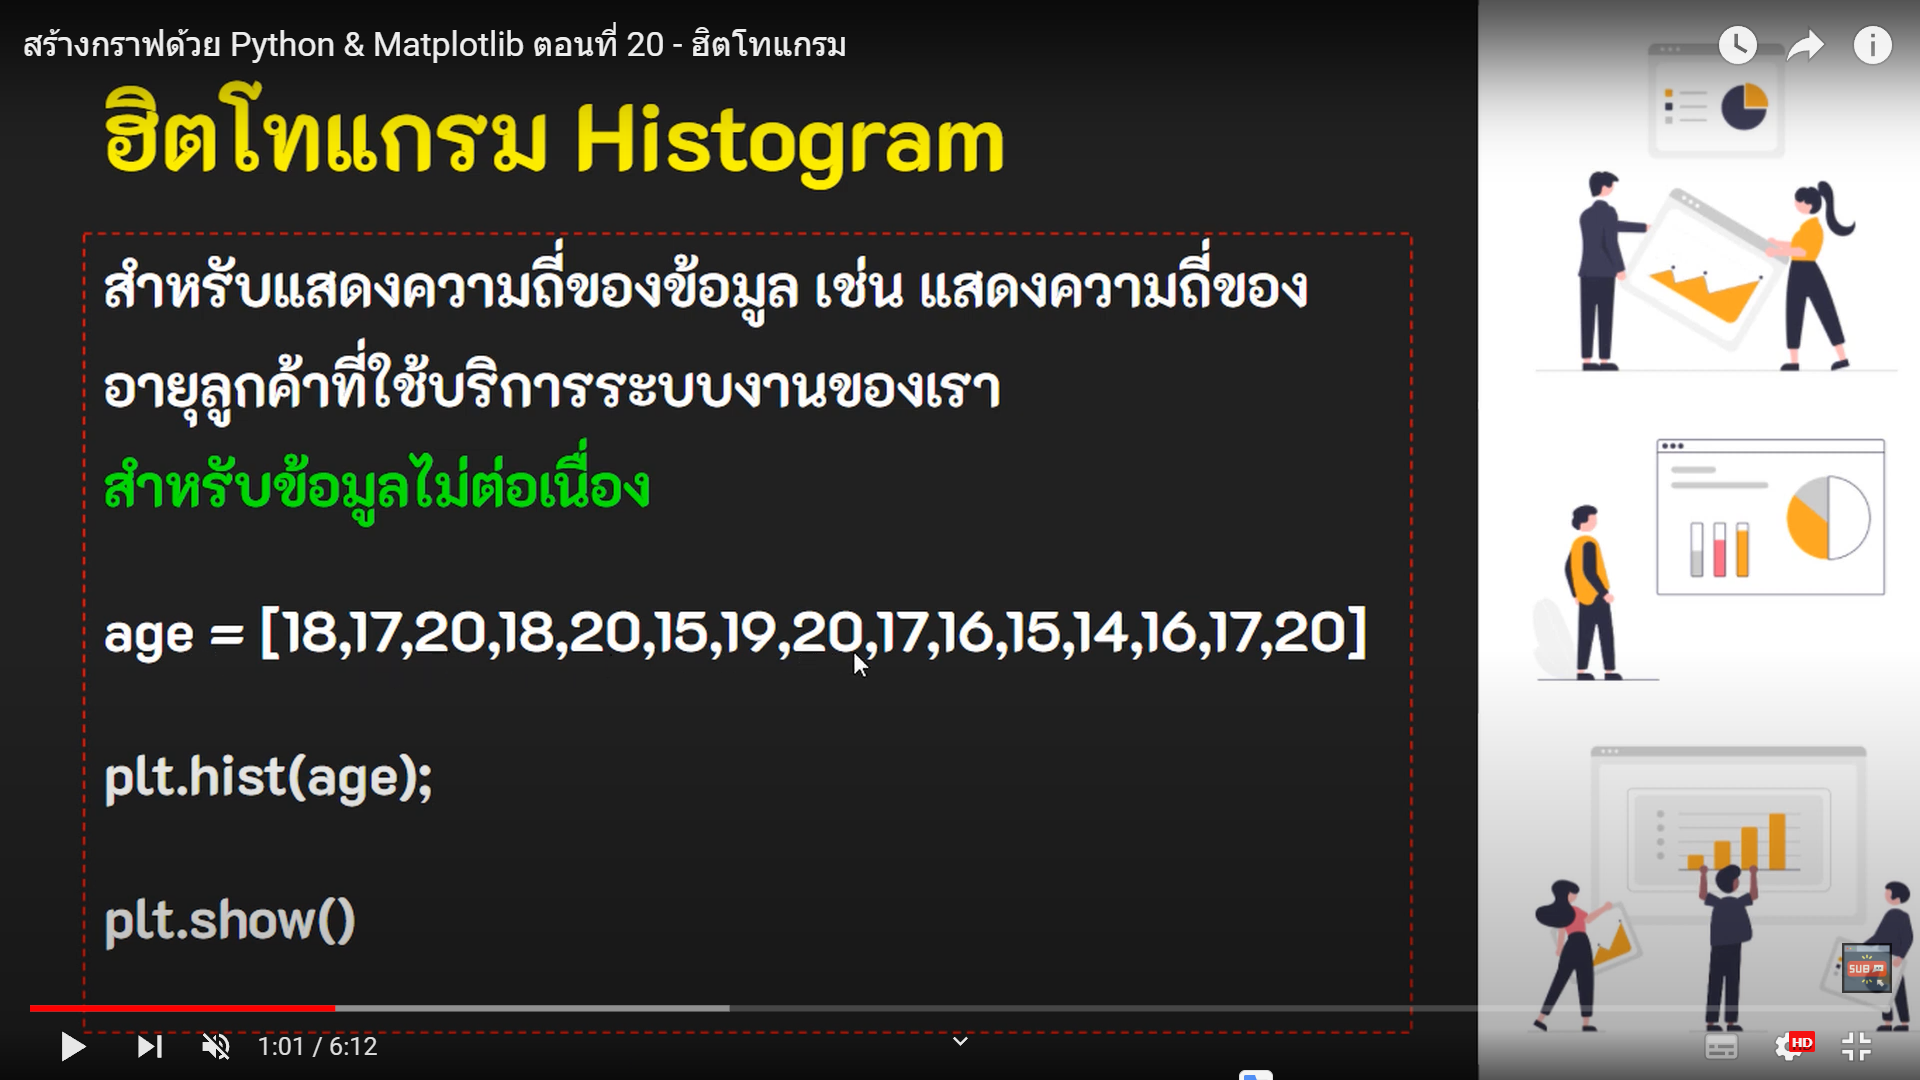 สร้างกราฟด้วย Python & Matplotlib ตอนที่ 20 - ฮิตโทแกรม
ฮิตโทแกรม Histogram
สำหรับแสดงความถี่ของข้อมูล เช่น แสดงความถี่ของ
อายุลูกค้าที่ใช้บริการระบบงานของเรา
สำหรับข้อมูลไม่ต่อเนื่อง
age = [18,17,20,18,20,15,19,20,17,16,15,14,16,17,20]
plt.hist(age);
plt.show()
SUB
1:01 / 6:12
HD